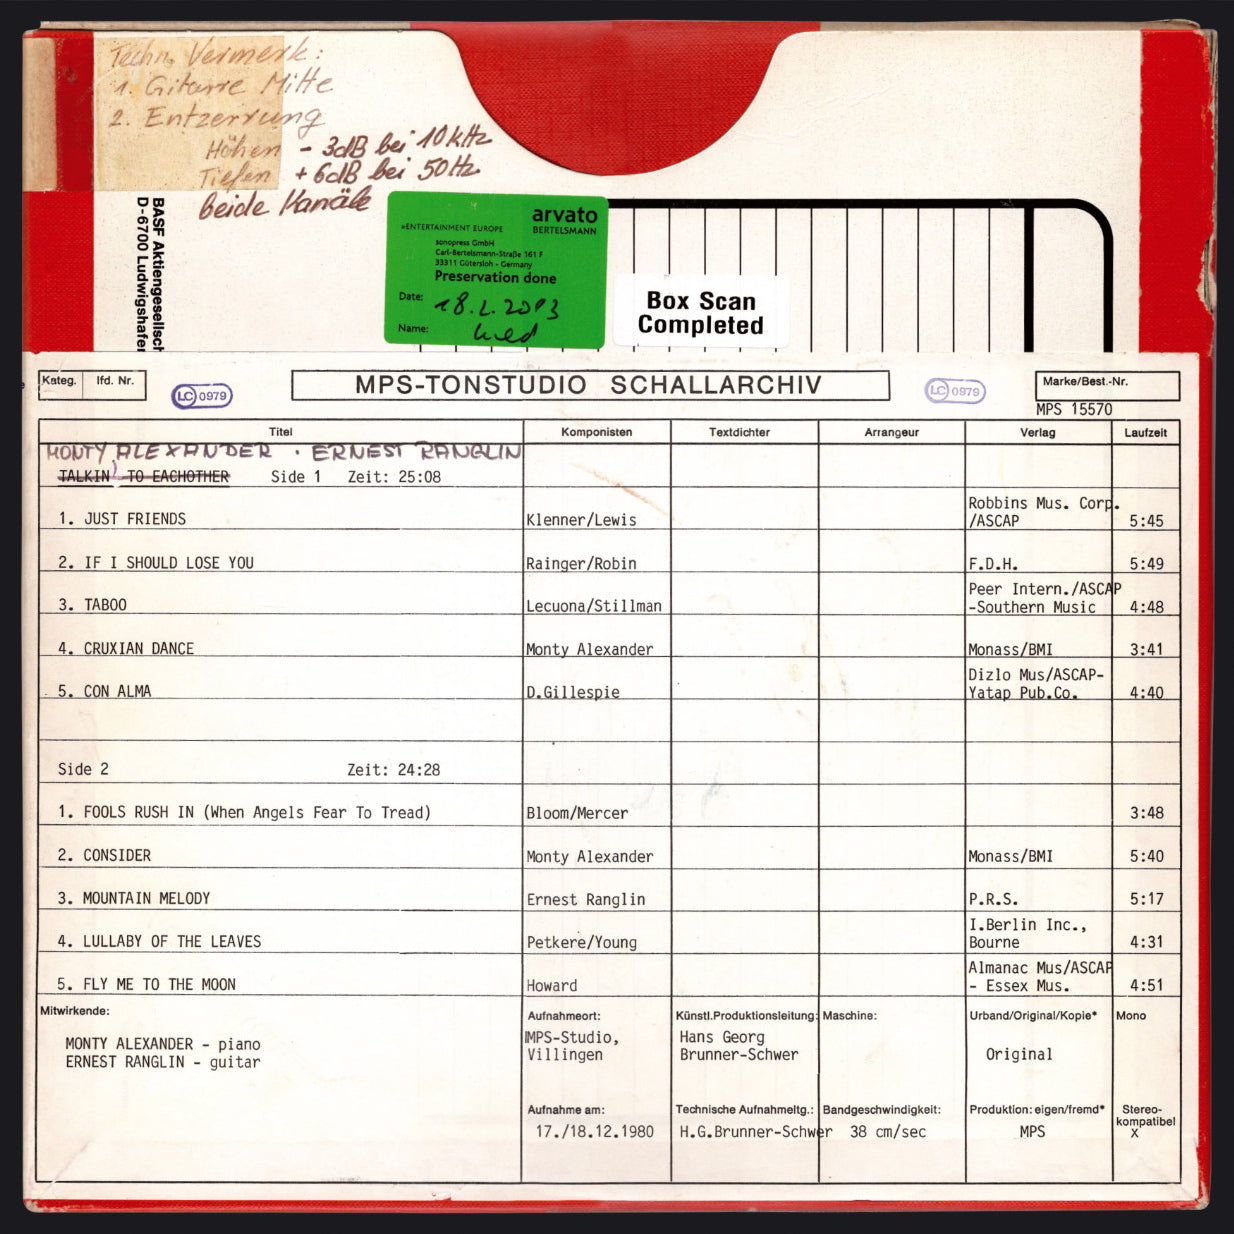 Techn. Vermerk:
1. Gitarre Mitte
2. Entzerrung
Höhen - 3dB bei 10kHz
Tiefen + 6dB bei 50Hz
beide Kanäle
BASF Aktiengesellsch
D-6700 Ludwigshafen
arvato
BERTELSMANN
»ENTERTAINMENT EUROPE
sonopress GmbH
Carl-Bertelsmann-Straße 161 F
33311 Gütersloh - Germany
Preservation done
Date: 18.2.2013
Name:
Box Scan
Completed
Kateg. lfd. Nr.
LC 0979
MPS-TONSTUDIO SCHALLARCHIV
LC 0979
Marke/Best.-Nr.
MPS 15570
Titel Komponisten Textdichter Arrangeur Verlag Laufzeit
MONTY ALEXANDER · ERNEST RANGLIN
TALKIN' TO EACHOTHER Side 1 Zeit: 25:08
1. JUST FRIENDS Klenner/Lewis Robbins Mus. Corp. 
/ASCAP 5:45
2. IF I SHOULD LOSE YOU Rainger/Robin F.D.H. 5:49
3. TABOO Lecuona/Stillman Peer Intern./ASCAP
-Southern Music 4:48
4. CRUXIAN DANCE Monty Alexander Monass/BMI 3:41
5. CON ALMA D.Gillespie Dizlo Mus/ASCAP-
Yatap Pub.Co. 4:40
Side 2 Zeit: 24:28
1. FOOLS RUSH IN (When Angels Fear To Tread) Bloom/Mercer 3:48
2. CONSIDER Monty Alexander Monass/BMI 5:40
3. MOUNTAIN MELODY Ernest Ranglin P.R.S. 5:17
4. LULLABY OF THE LEAVES Petkere/Young I.Berlin Inc.,
Bourne 4:31
5. FLY ME TO THE MOON Howard Almanac Mus/ASCAP
- Essex Mus. 4:51
Mitwirkende:
MONTY ALEXANDER - piano
ERNEST RANGLIN - guitar
Aufnahmeort:
MPS-Studio,
Villingen
Künstl.Produktionsleitung:
Hans Georg
Brunner-Schwer
Maschine:
Urband/Original/Kopie*
Original
Mono
Aufnahme am:
17./18.12.1980
Technische Aufnahmeltg.:
H.G.Brunner-Schwer
Bandgeschwindigkeit:
38 cm/sec
Produktion: eigen/fremd*
MPS
Stereo-
kompatibel
X